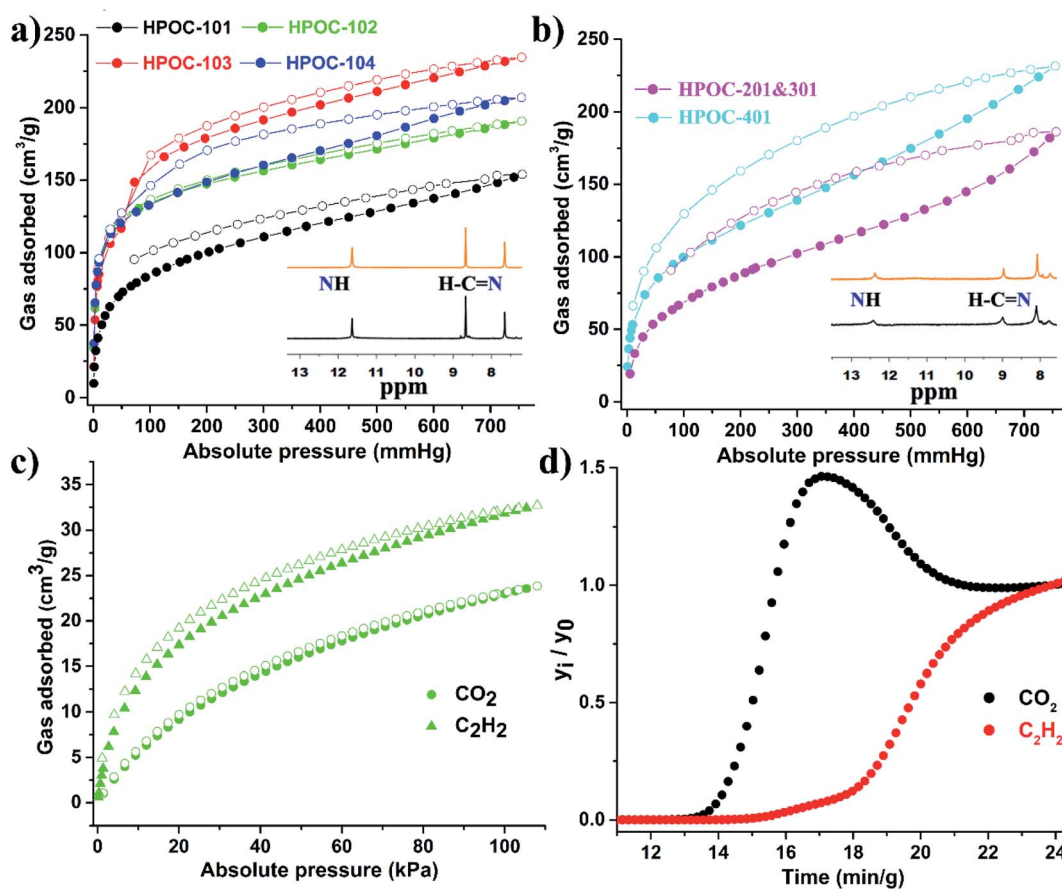 a)
HPOC-101 HPOC-102
HPOC-103 HPOC-104
Gas adsorbed (cm³/g)
250
200
150
100
50
0
NH H-C=N
13 12 11 10 9 8
ppm
0 100 200 300 400 500 600 700
Absolute pressure (mmHg)
b)
HPOC-201&301
HPOC-401
Gas adsorbed (cm³/g)
250
200
150
100
50
0
NH H-C=N
13 12 11 10 9 8
ppm
0 100 200 300 400 500 600 700
Absolute pressure (mmHg)
c)
Gas adsorbed (cm³/g)
35
30
25
20
15
10
5
0
CO₂
C₂H₂
0 20 40 60 80 100
Absolute pressure (kPa)
d)
yᵢ / y₀
1.5
1.0
0.5
0.0
CO₂
C₂H₂
12 14 16 18 20 22 24
Time (min/g)